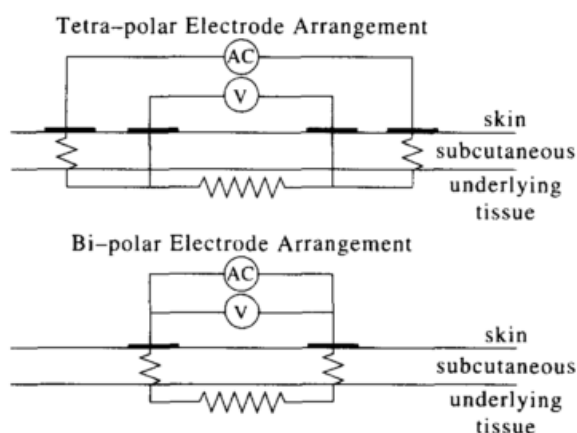 Tetra-polar Electrode Arrangement
AC
V
skin
subcutaneous
underlying
tissue
Bi-polar Electrode Arrangement
AC
V
skin
subcutaneous
underlying
tissue